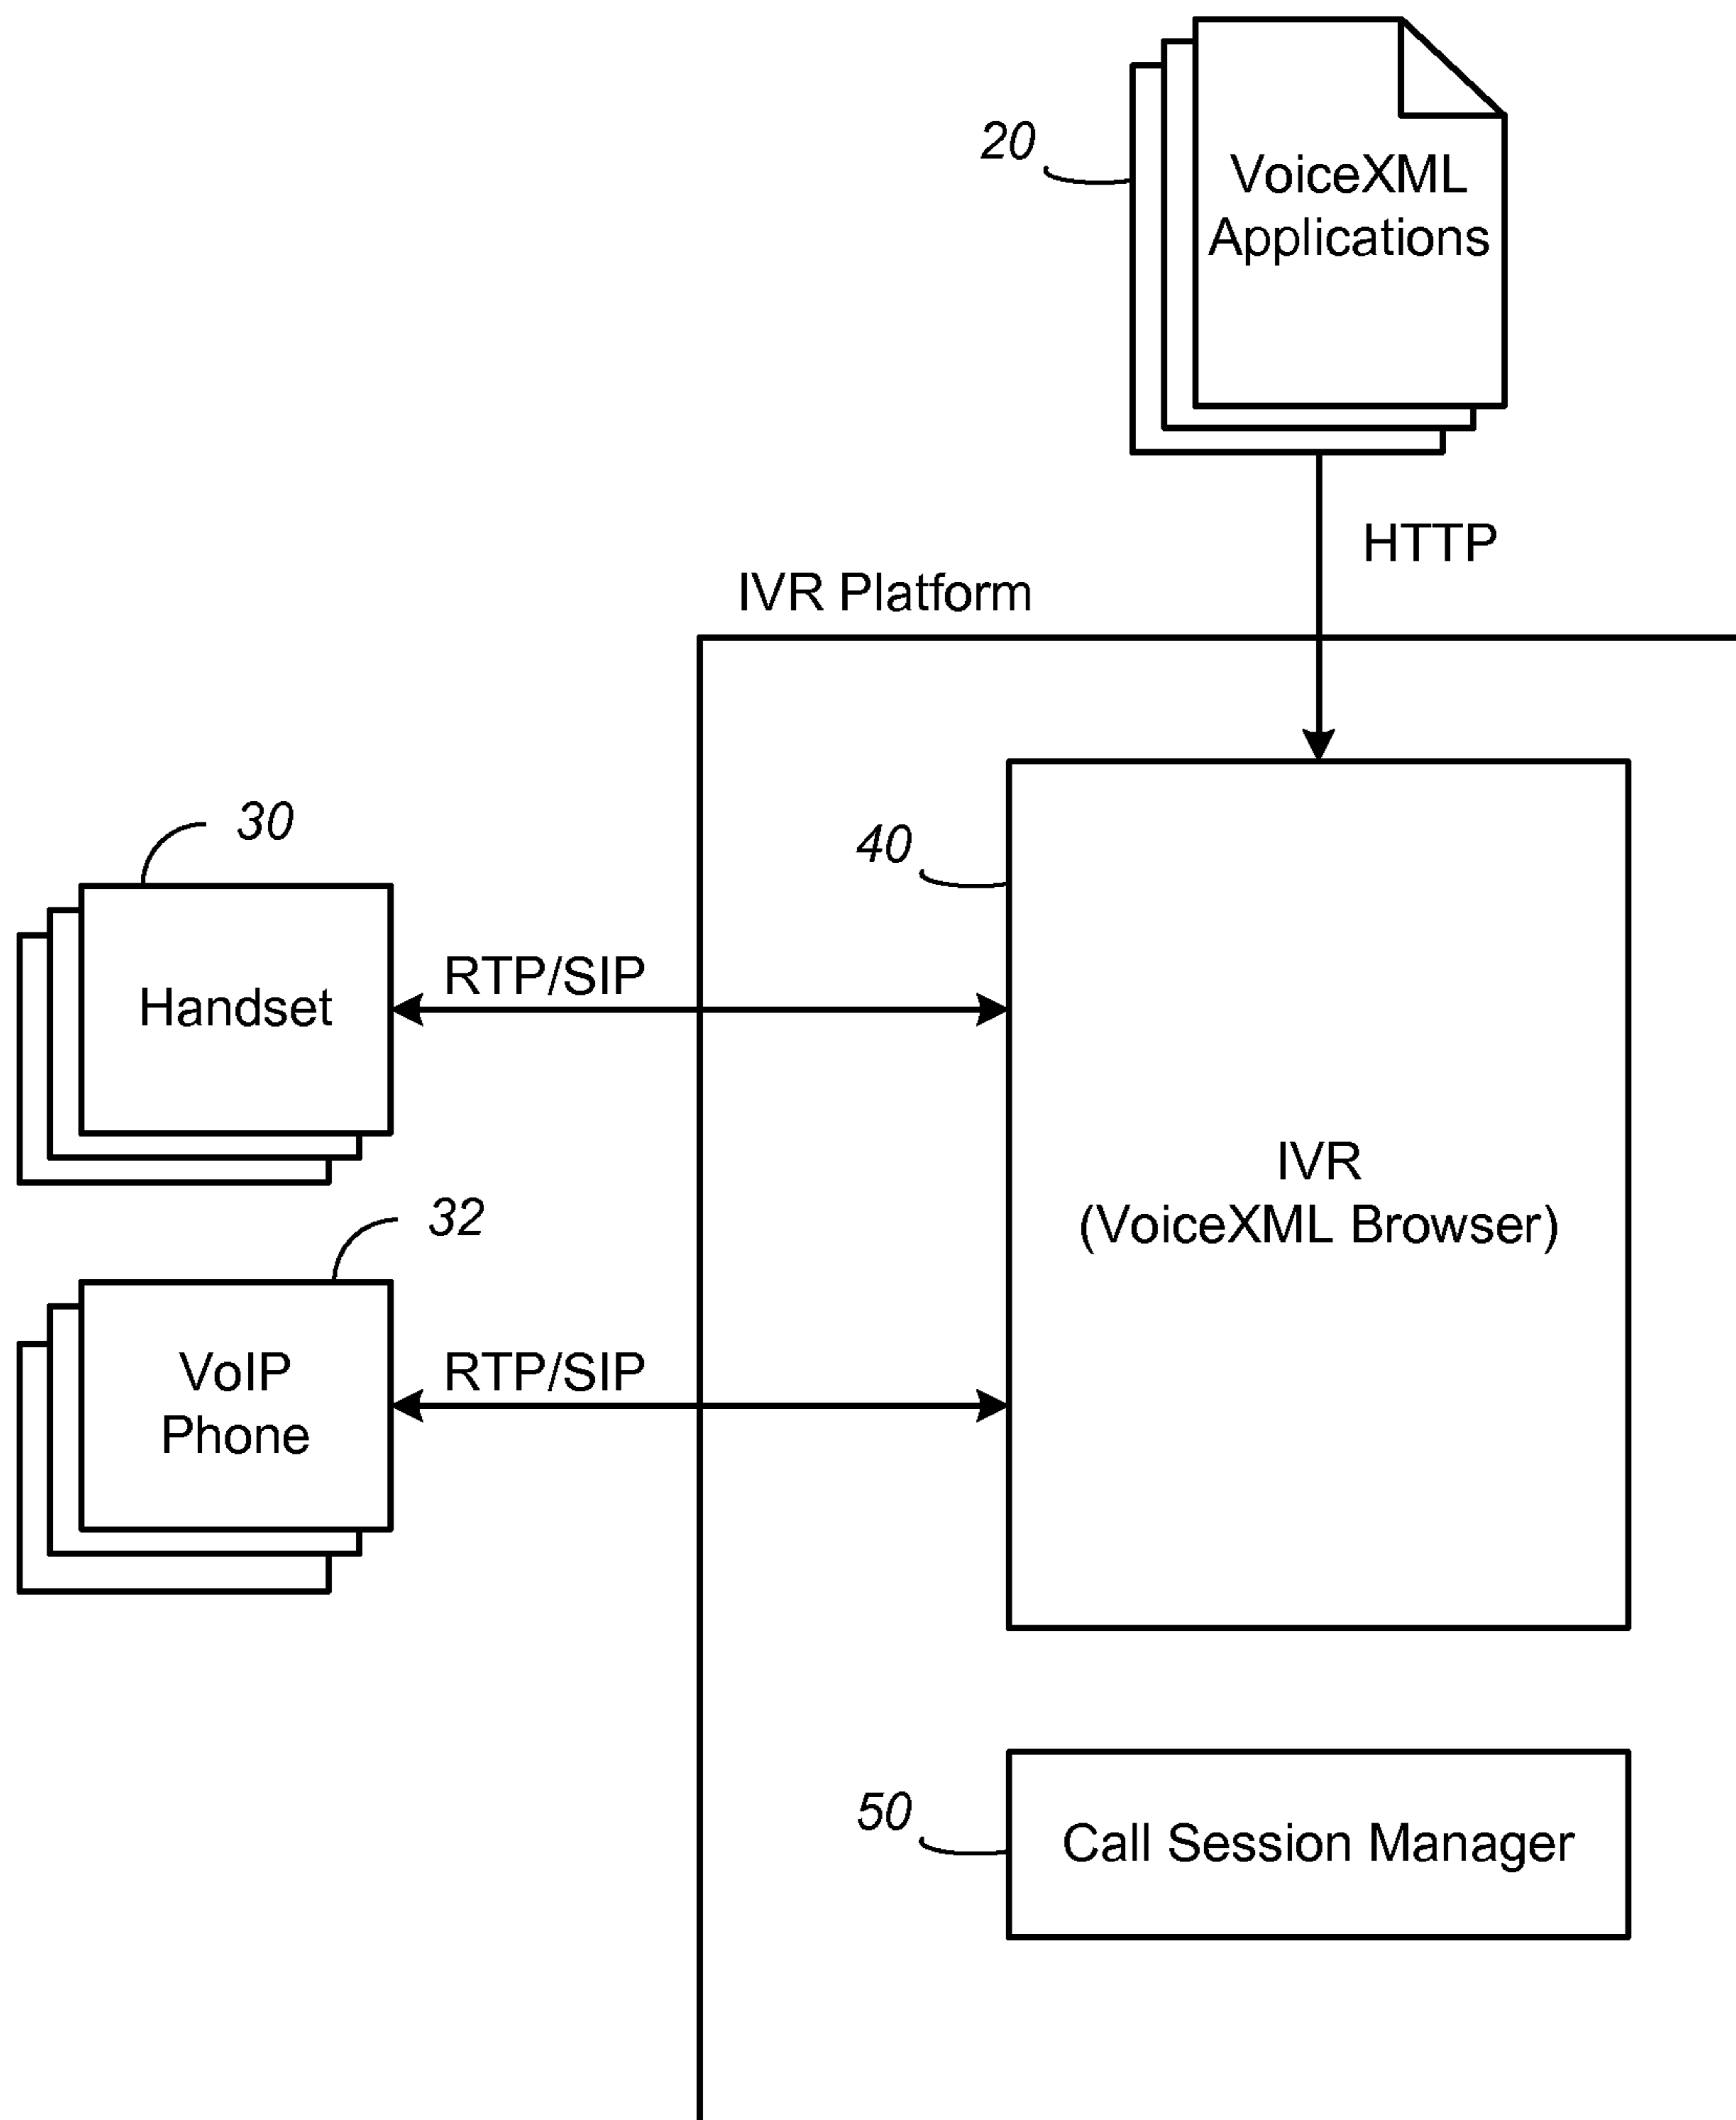 20
VoiceXML
Applications
HTTP
IVR Platform
30
40
RTP/SIP
Handset
IVR
(VoiceXML Browser)
32
VoIP
Phone
RTP/SIP
50
Call Session Manager